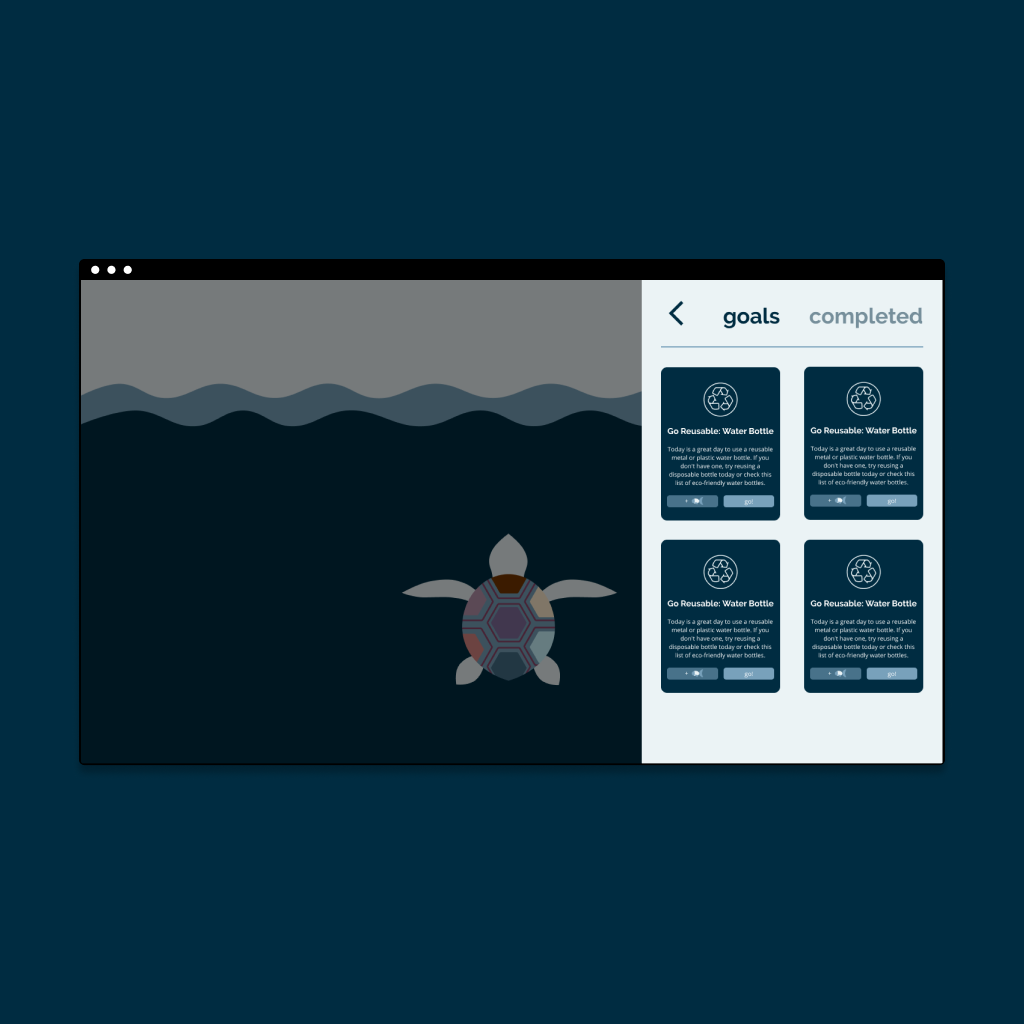 goals
completed
Go Reusable: Water Bottle
Today is a great day to use a reusable
metal or plastic water bottle. If you
don't have one, try reusing a
disposable bottle today or check this
list of eco-friendly water bottles.
+
go!
Go Reusable: Water Bottle
Today is a great day to use a reusable
metal or plastic water bottle. If you
don't have one, try reusing a
disposable bottle today or check this
list of eco-friendly water bottles.
+
go!
Go Reusable: Water Bottle
Today is a great day to use a reusable
metal or plastic water bottle. If you
don't have one, try reusing a
disposable bottle today or check this
list of eco-friendly water bottles.
+
go!
Go Reusable: Water Bottle
Today is a great day to use a reusable
metal or plastic water bottle. If you
don't have one, try reusing a
disposable bottle today or check this
list of eco-friendly water bottles.
+
go!